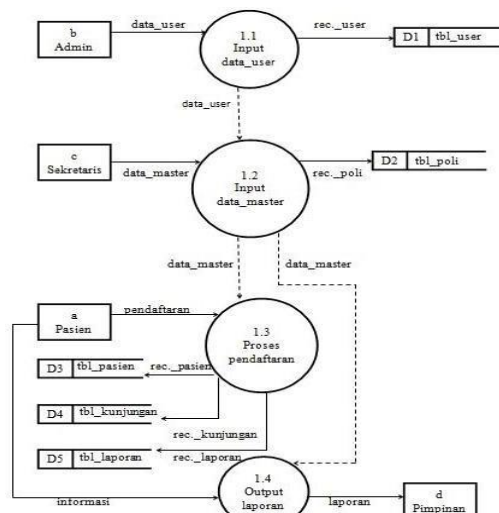 b
Admin
data_user
1.1
Input
data_user
rec._user
D1 tbl_user
data_user
c
Sekretaris
data_master
1.2
Input
data_master
rec._poli
D2 tbl_poli
data_master
data_master
a
Pasien
pendaftaran
1.3
Proses
pendaftaran
D3 tbl_pasien
rec._pasien
D4 tbl_kunjungan
rec._kunjungan
D5 tbl_laporan
rec._laporan
1.4
Output
laporan
informasi
laporan
d
Pimpinan